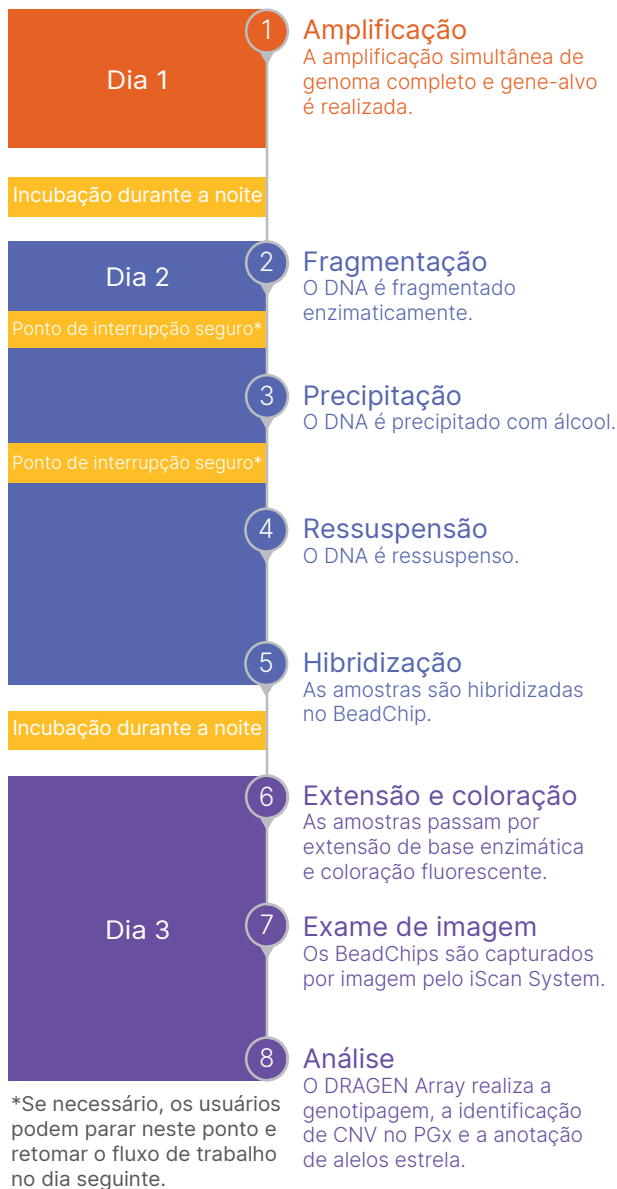 Dia 1
1
Amplificação
A amplificação simultânea de
genoma completo e gene-alvo
é realizada.
Incubação durante a noite
Dia 2
2
Fragmentação
O DNA é fragmentado
enzimaticamente.
Ponto de interrupção seguro*
3
Precipitação
O DNA é precipitado com álcool.
Ponto de interrupção seguro*
4
Ressuspensão
O DNA é ressuspenso.
5
Hibridização
As amostras são hibridizadas
no BeadChip.
Incubação durante a noite
6
Extensão e coloração
As amostras passam por
extensão de base enzimática
e coloração fluorescente.
Dia 3
7
Exame de imagem
Os BeadChips são capturados
por imagem pelo iScan System.
8
Análise
O DRAGEN Array realiza a
genotipagem, a identificação
de CNV no PGx e a anotação
de alelos estrela.
*Se necessário, os usuários
podem parar neste ponto e
retomar o fluxo de trabalho
no dia seguinte.